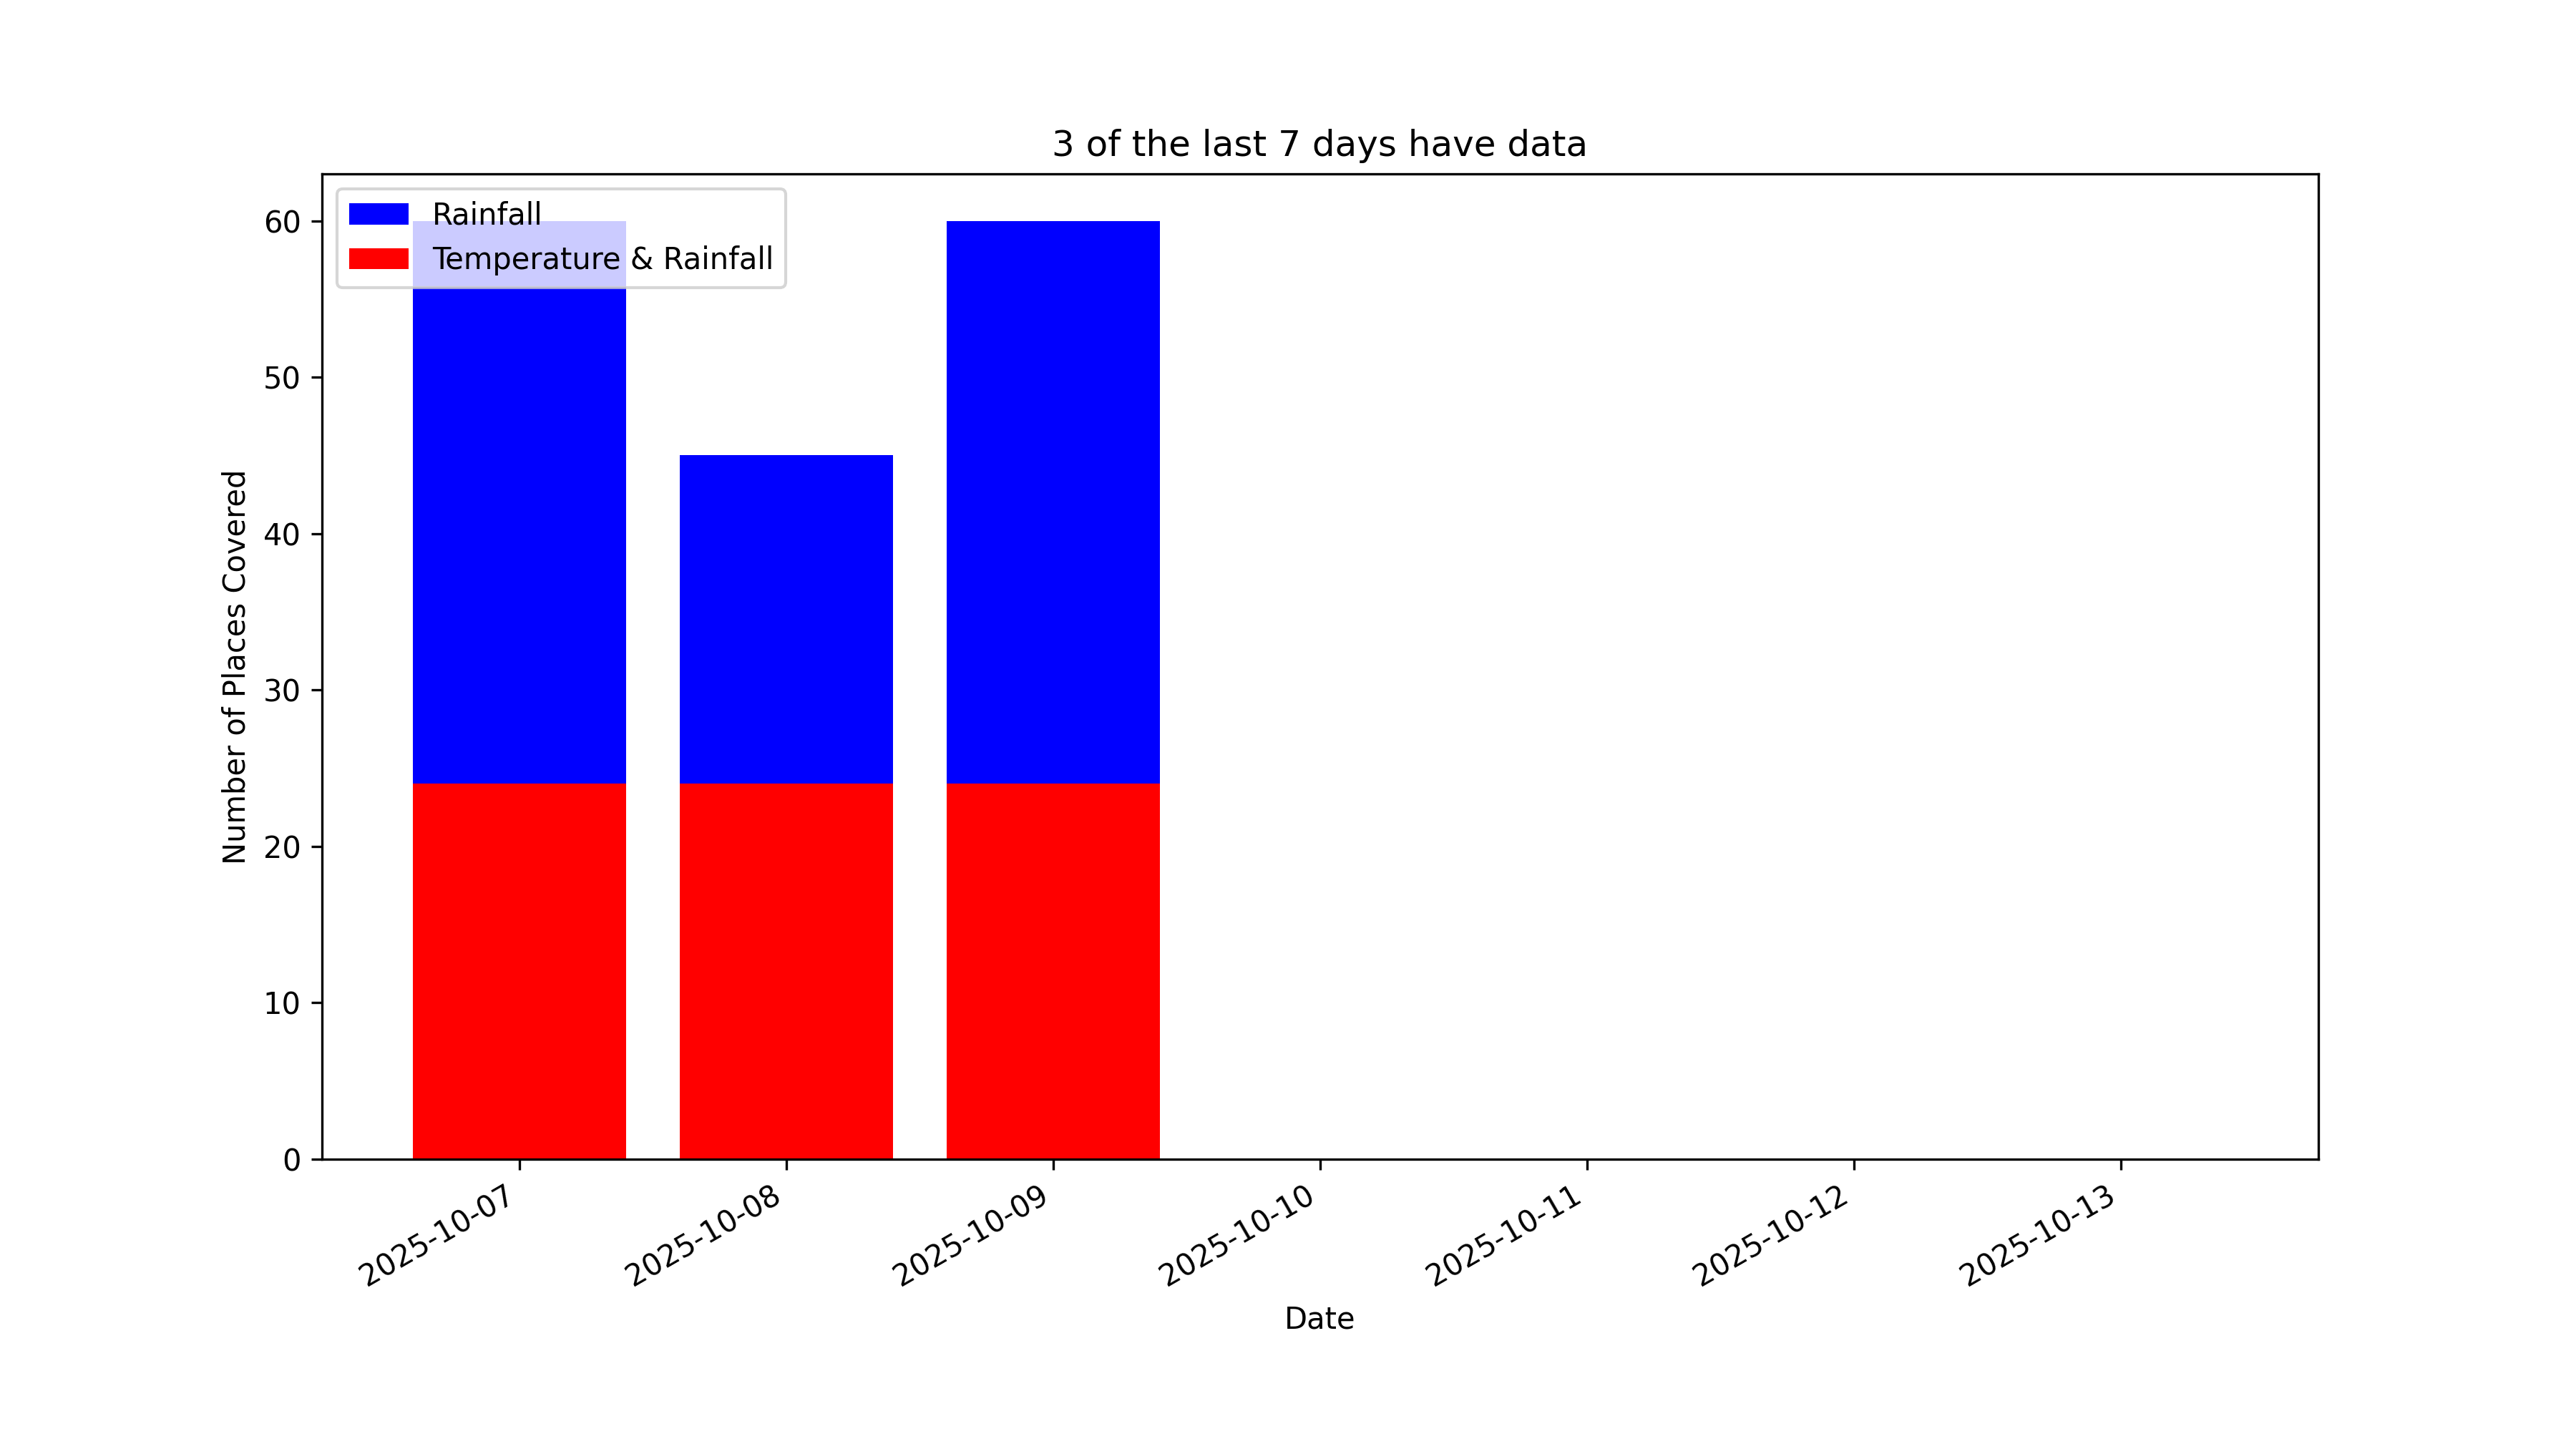 3 of the last 7 days have data
Rainfall
Temperature & Rainfall
Number of Places Covered
60
50
40
30
20
10
0
2025-10-07
2025-10-08
2025-10-09
2025-10-10
2025-10-11
2025-10-12
2025-10-13
Date